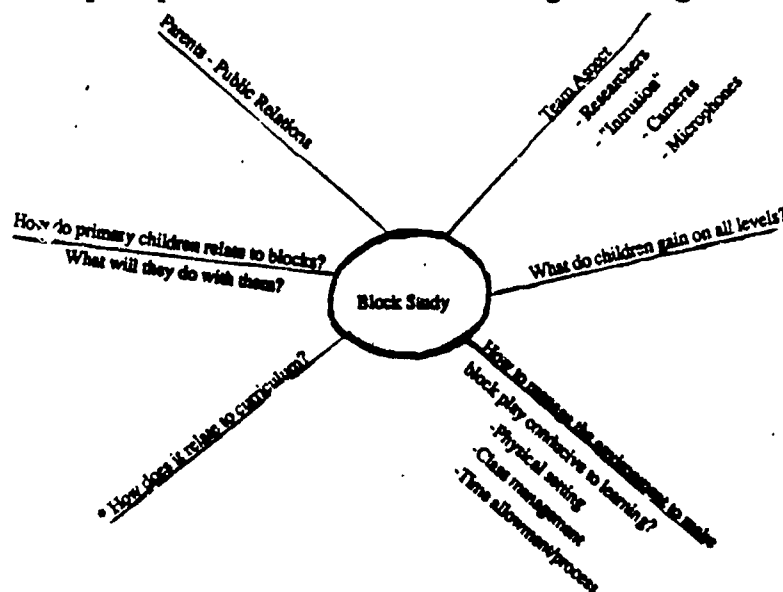 Parents - Public Relations
Team Aspect
- Researchers
- "Intrusion"
- Cameras
- Microphones
How do primary children relate to blocks?
What will they do with them?
What do children gain on all levels?
Block Study
How to manage the environment to make
block play conducive to learning?
-Physical setting
-Class management
-Time allowment/process
* How does it relate to curriculum?